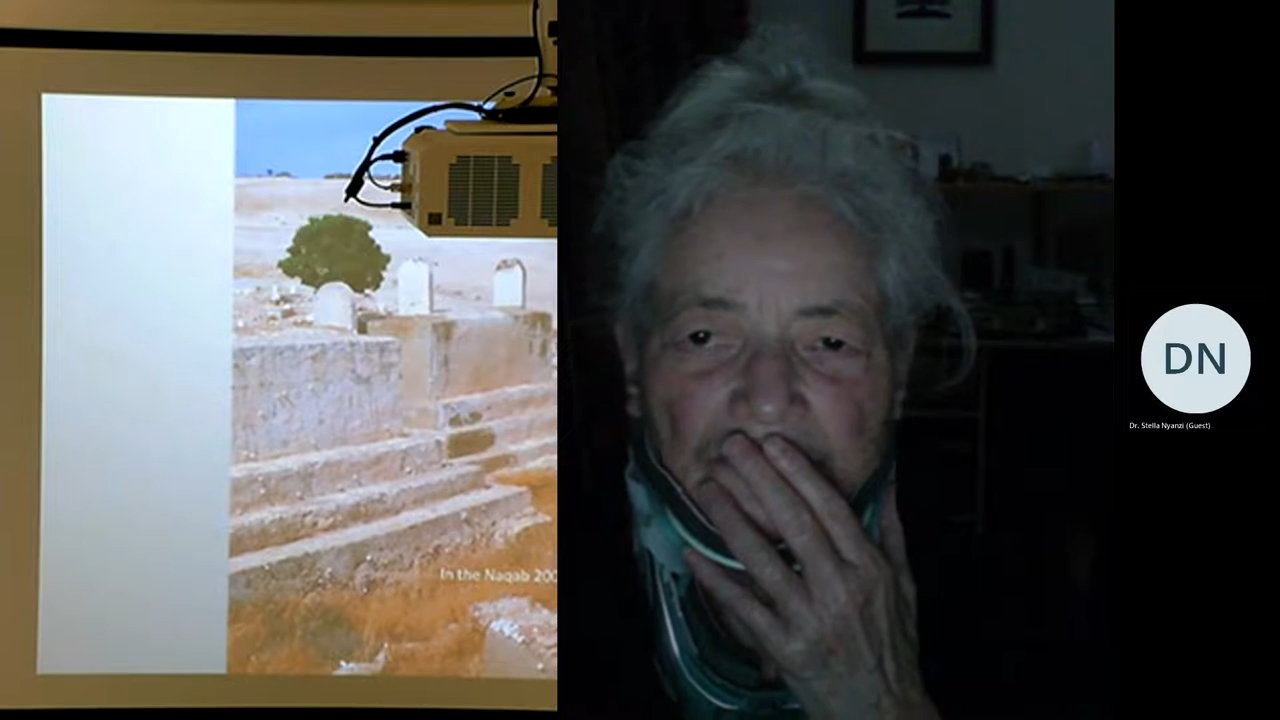 In the Naqab 200
DN
Dr. Stella Nyanzi (Guest)